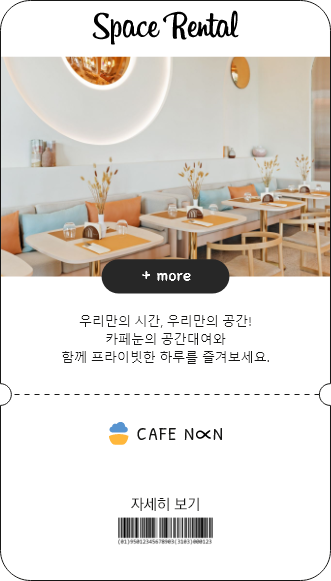 Space Rental
+ more
우리만의 시간, 우리만의 공간!
카페눈의 공간대여와
함께 프라이빗한 하루를 즐겨보세요.
CAFE N∝N
자세히 보기
(01)95012345678903(3103)000123